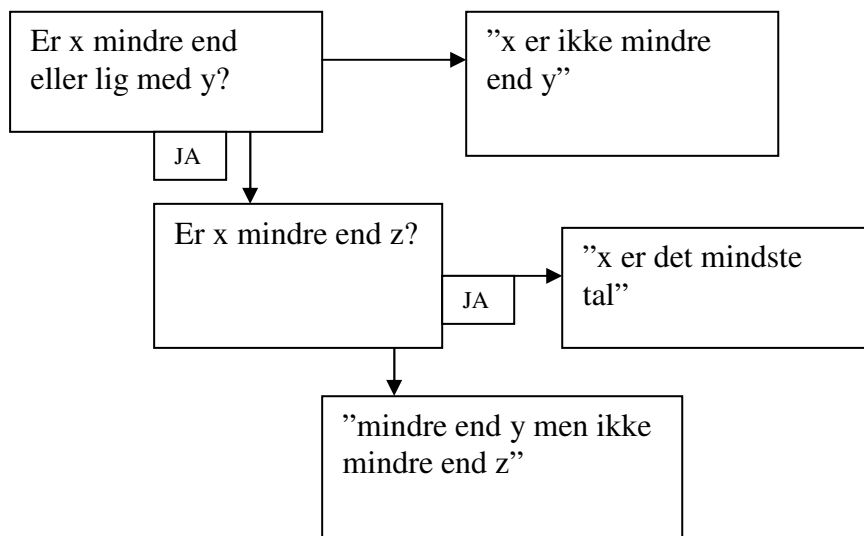 Er x mindre end
eller lig med y?
”x er ikke mindre
end y”
JA
Er x mindre end z?
”x er det mindste
tal”
JA
”mindre end y men ikke
mindre end z”